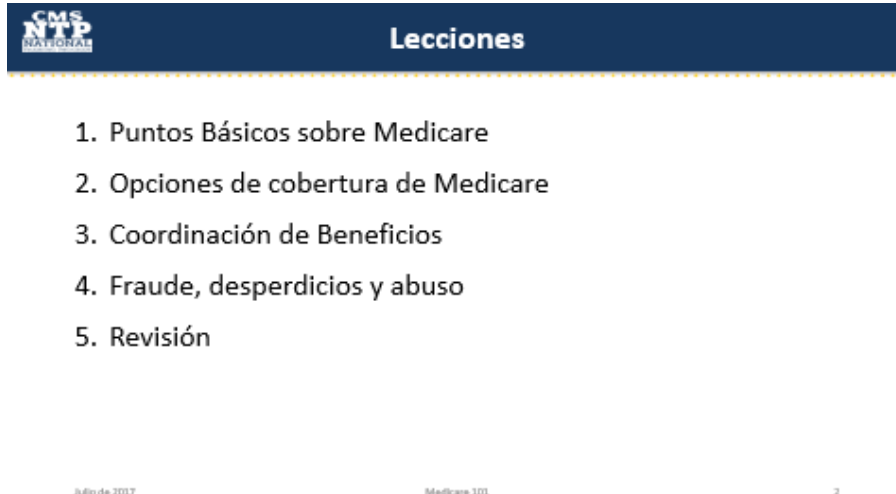 CMS
NTP
NATIONAL
Lecciones
1. Puntos Básicos sobre Medicare
2. Opciones de cobertura de Medicare
3. Coordinación de Beneficios
4. Fraude, desperdicios y abuso
5. Revisión
Julio de 2017
Medicare 101
2